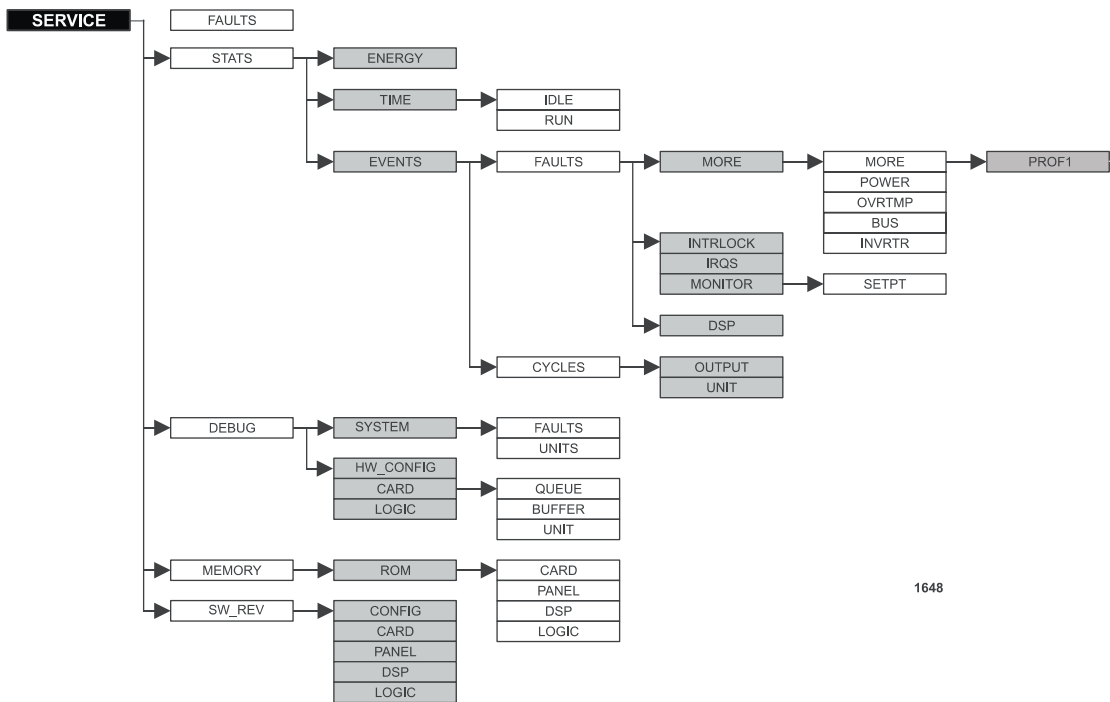 SERVICE
FAULTS
STATS
ENERGY
TIME
IDLE
RUN
EVENTS
FAULTS
MORE
MORE
PROF1
POWER
OVRTMP
BUS
INVRTR
INTRLOCK
IRQS
MONITOR
SETPT
DSP
CYCLES
OUTPUT
UNIT
DEBUG
SYSTEM
FAULTS
UNITS
HW_CONFIG
CARD
LOGIC
QUEUE
BUFFER
UNIT
MEMORY
ROM
CARD
PANEL
DSP
LOGIC
SW_REV
CONFIG
CARD
PANEL
DSP
LOGIC
1648